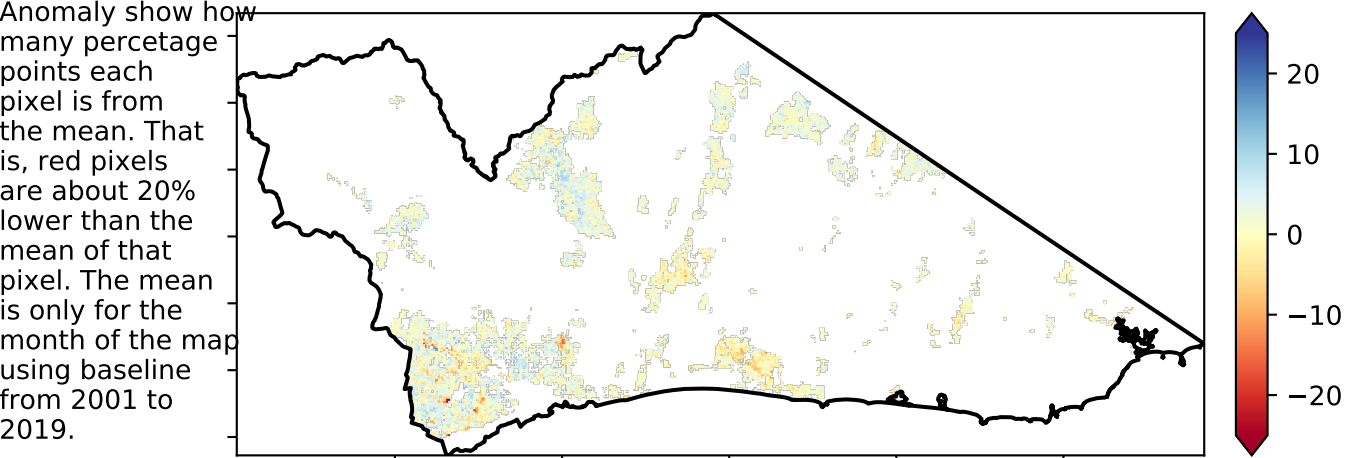 Anomaly show how
many percetage
points each
pixel is from
the mean. That
is, red pixels
are about 20%
lower than the
mean of that
pixel. The mean
is only for the
month of the map
using baseline
from 2001 to
2019.
20
10
0
−10
−20